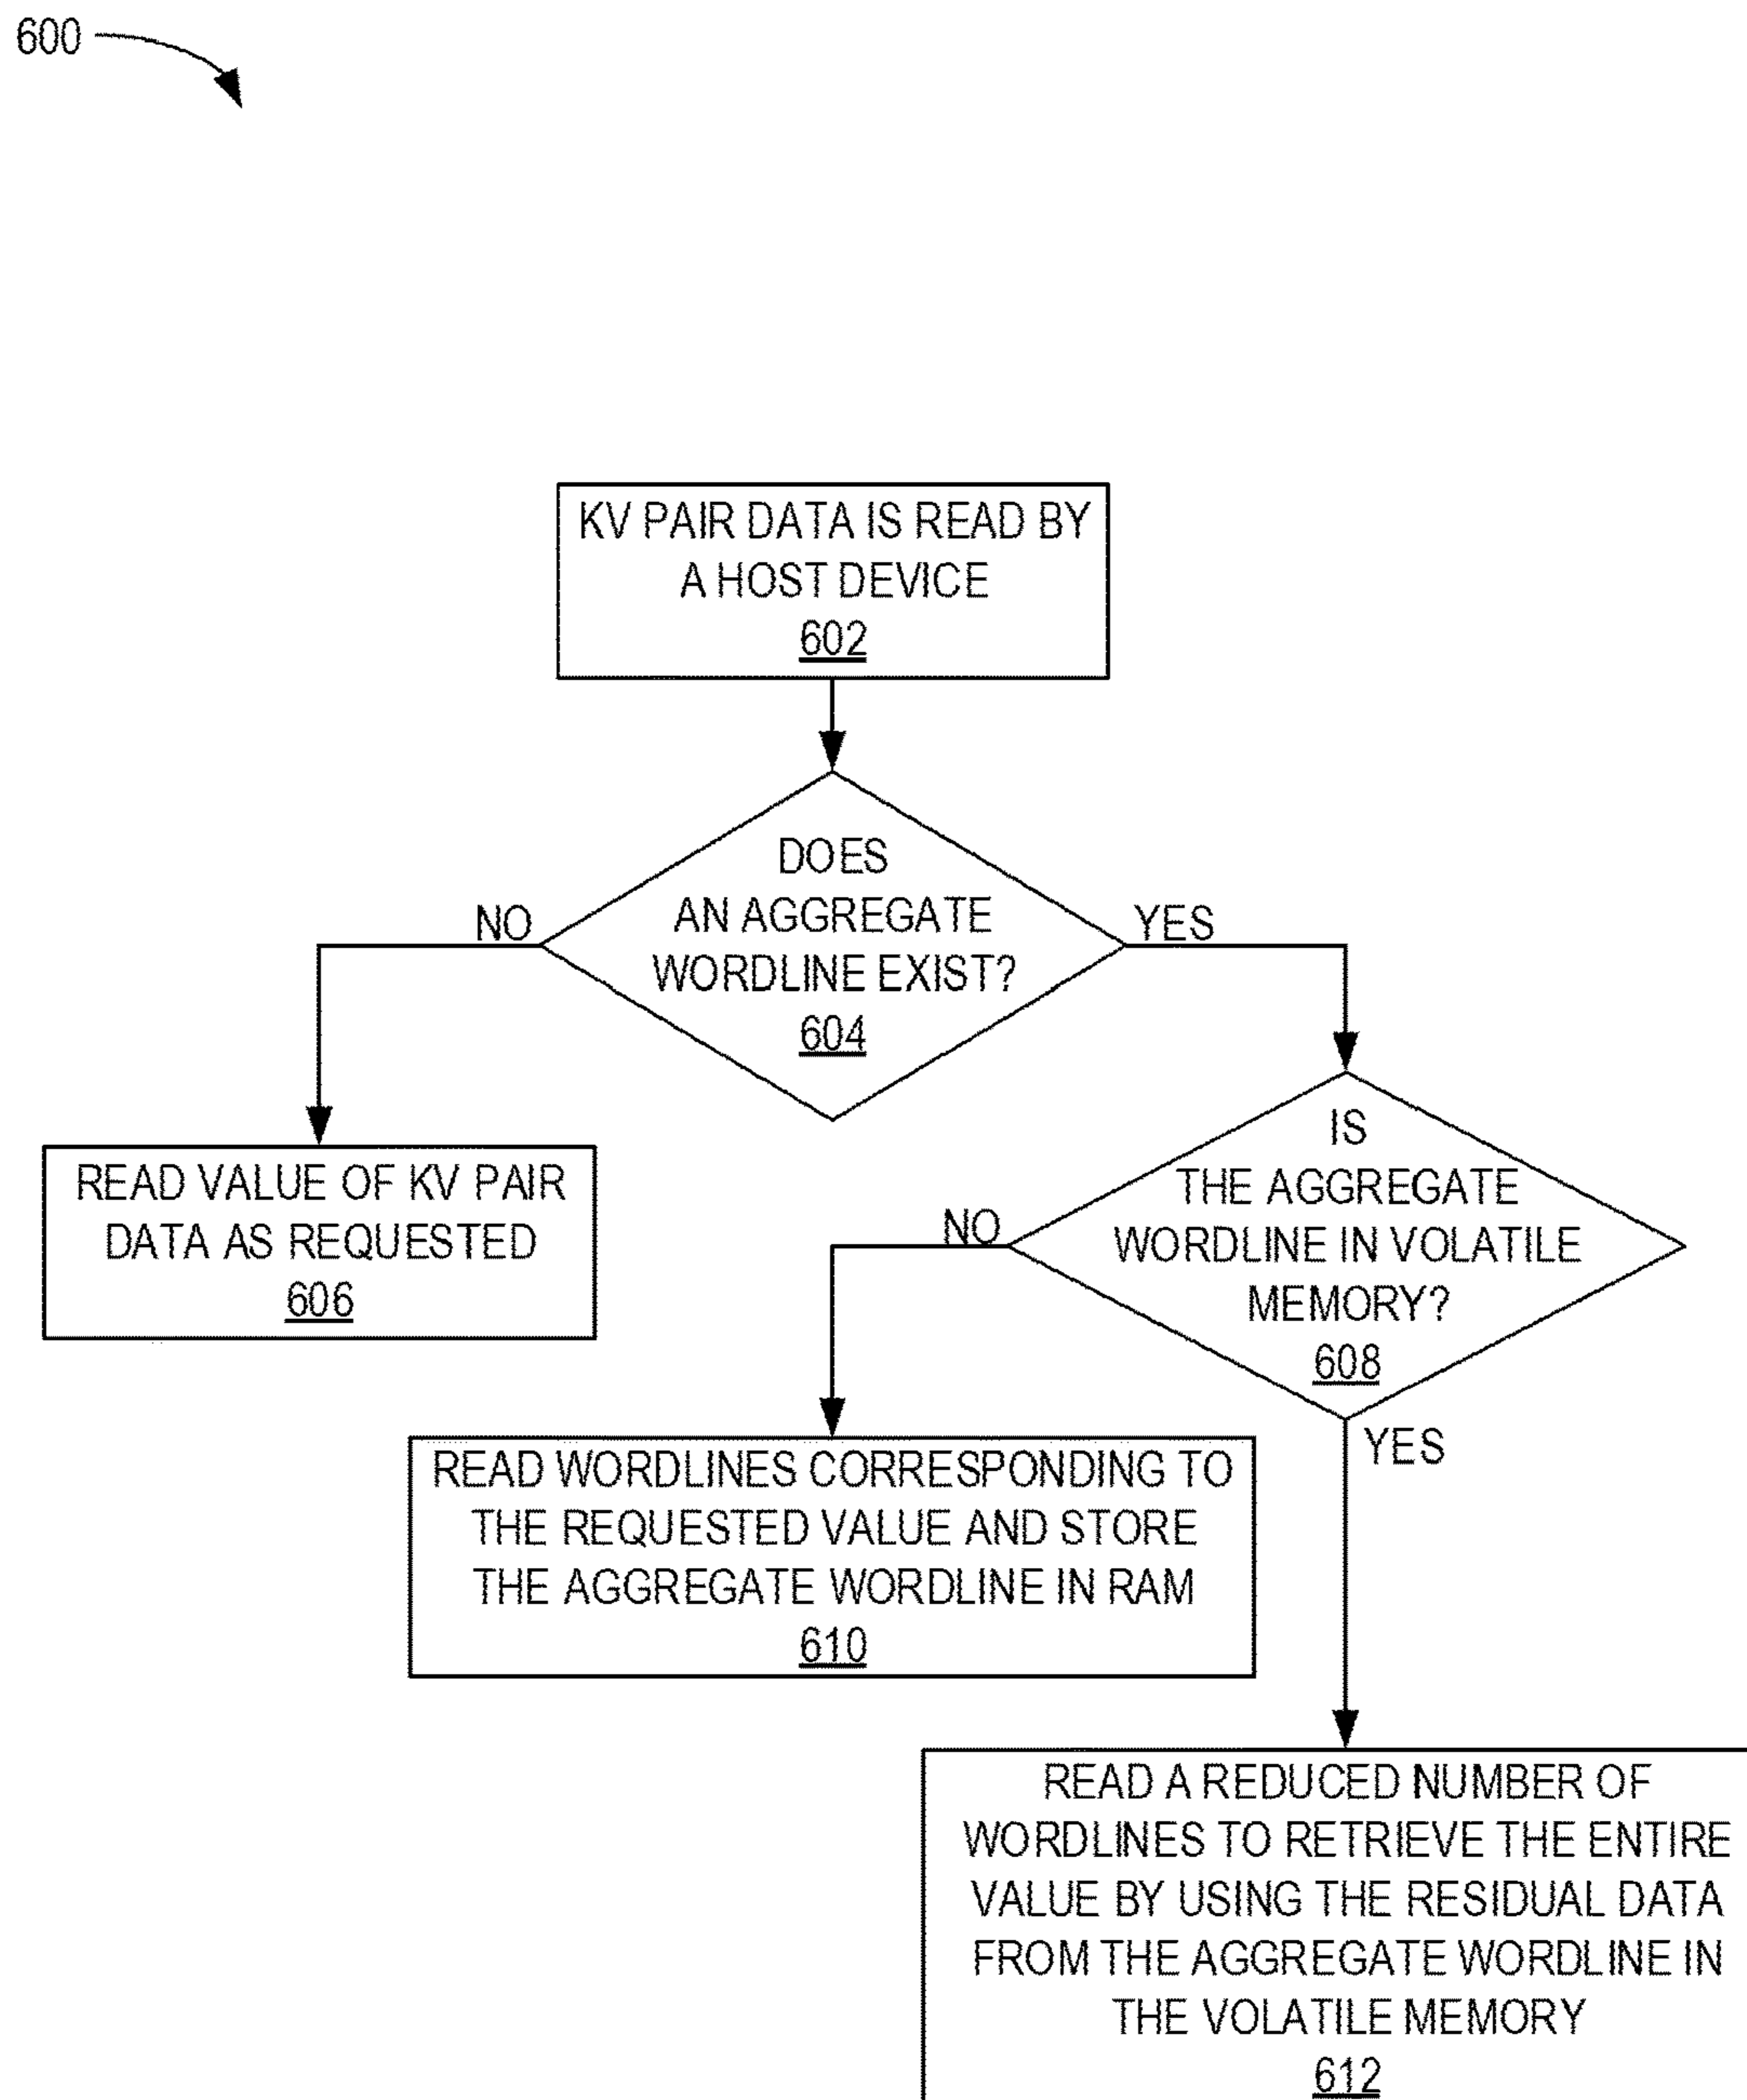 600
KV PAIR DATA IS READ BY
A HOST DEVICE
602
DOES
AN AGGREGATE
WORDLINE EXIST?
604
NO
YES
READ VALUE OF KV PAIR
DATA AS REQUESTED
606
IS
THE AGGREGATE
WORDLINE IN VOLATILE
MEMORY?
608
NO
YES
READ WORDLINES CORRESPONDING TO
THE REQUESTED VALUE AND STORE
THE AGGREGATE WORDLINE IN RAM
610
READ A REDUCED NUMBER OF
WORDLINES TO RETRIEVE THE ENTIRE
VALUE BY USING THE RESIDUAL DATA
FROM THE AGGREGATE WORDLINE IN
THE VOLATILE MEMORY
612